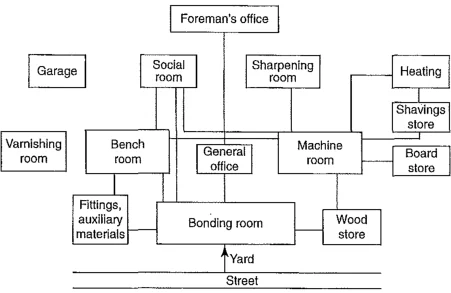 Foreman's office
Garage
Social
room
Sharpening
room
Heating
Shavings
store
Varnishing
room
Bench
room
General
office
Machine
room
Board
store
Fittings,
auxiliary
materials
Bonding room
Wood
store
Yard
Street